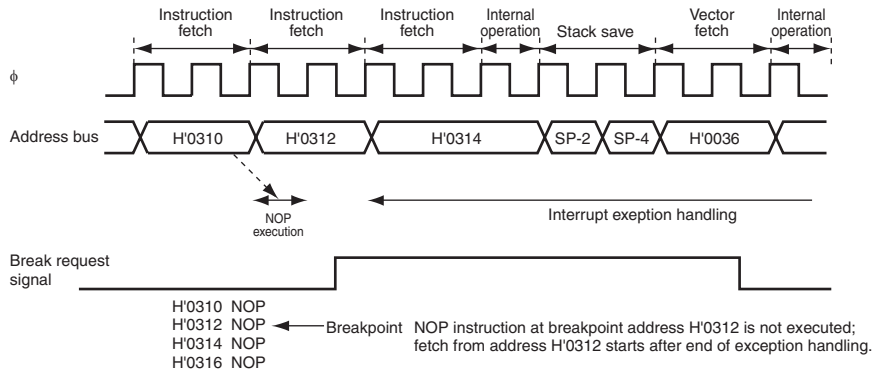 Instruction fetch
Instruction fetch
Instruction fetch
Internal operation
Stack save
Vector fetch
Internal operation
ϕ
Address bus
H'0310
H'0312
H'0314
SP-2
SP-4
H'0036
NOP execution
Interrupt exeption handling
Break request signal
H'0310 NOP
H'0312 NOP
H'0314 NOP
H'0316 NOP
Breakpoint
NOP instruction at breakpoint address H'0312 is not executed;
fetch from address H'0312 starts after end of exception handling.